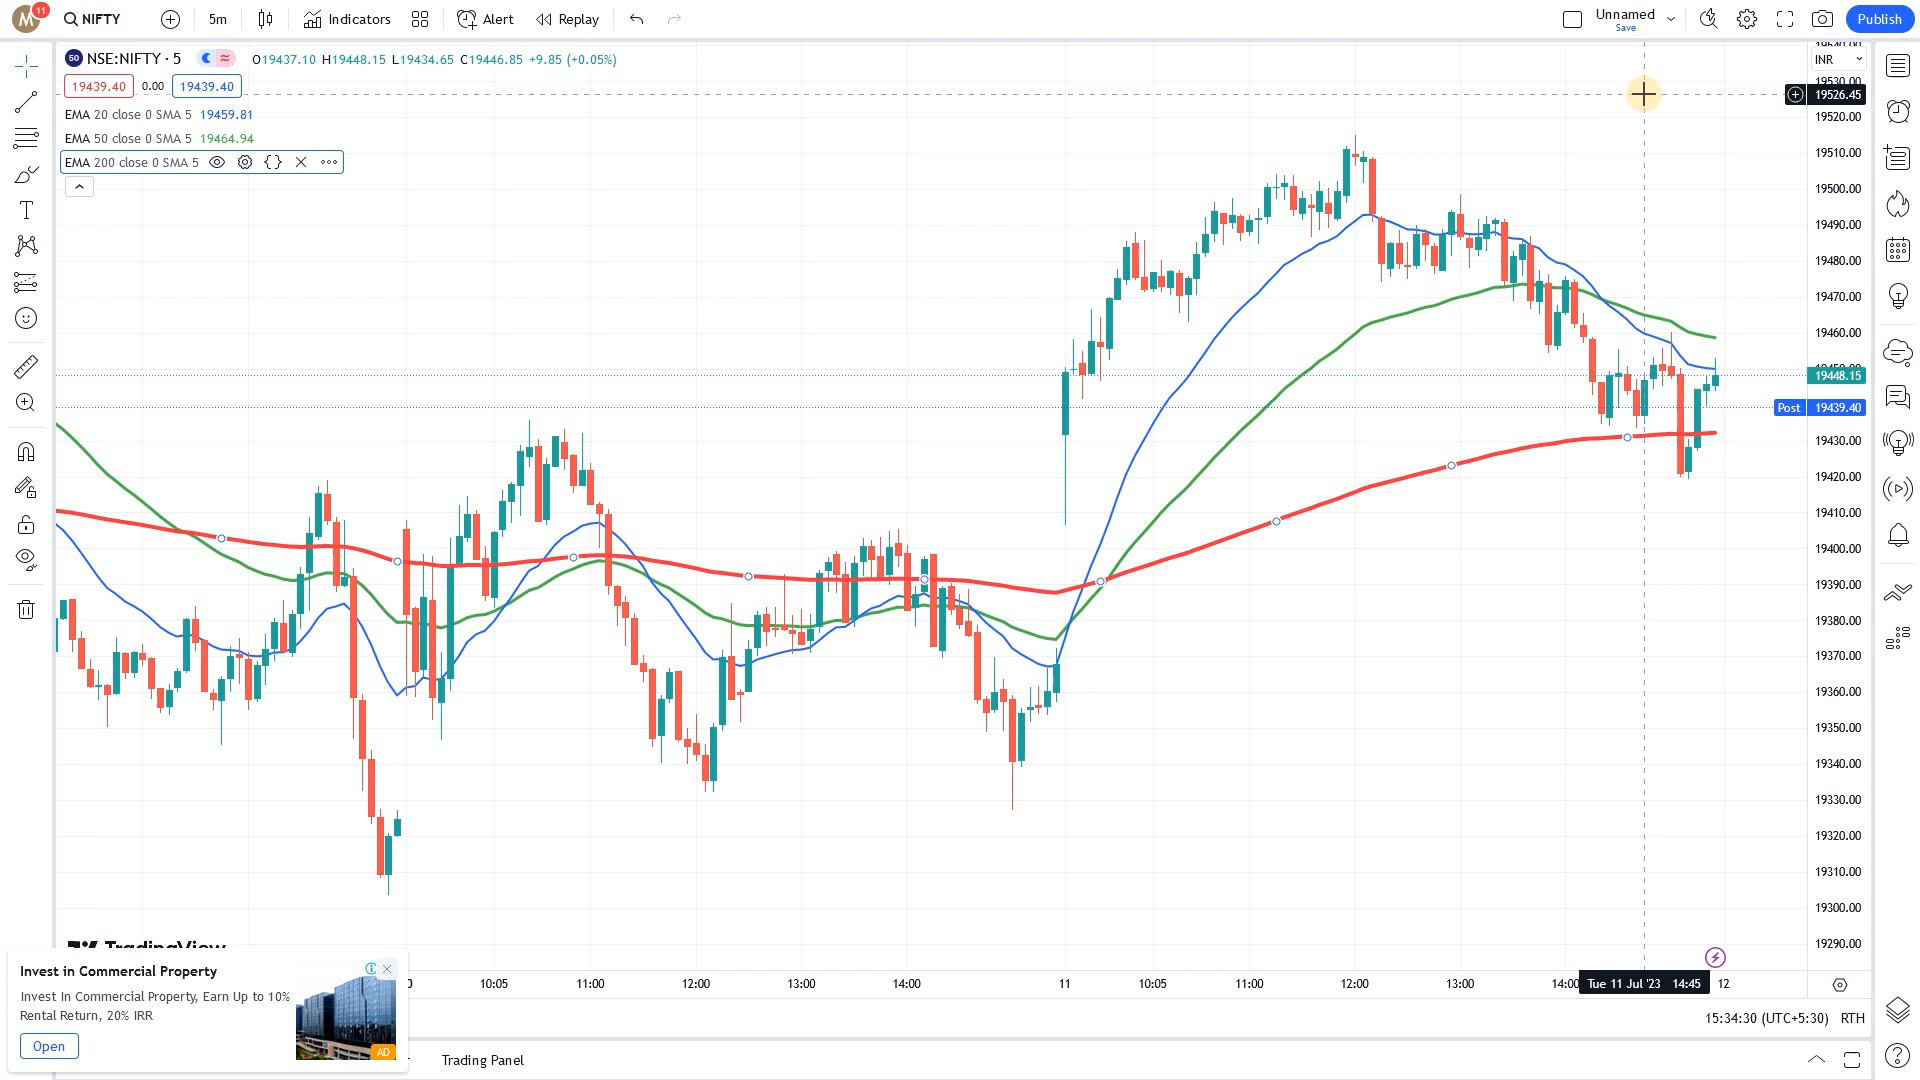 M 11 NIFTY 5m Indicators Alert Replay Unnamed Save Publish
50 NSE:NIFTY · 5 O19437.10 H19448.15 L19434.65 C19446.85 +9.85 (+0.05%)
INR
19439.40 0.00 19439.40
EMA 20 close 0 SMA 5 19459.81
EMA 50 close 0 SMA 5 19464.94
EMA 200 close 0 SMA 5
19530.00
19526.45
19520.00
19510.00
19500.00
19490.00
19480.00
19470.00
19460.00
19448.15
Post 19439.40
19430.00
19420.00
19410.00
19400.00
19390.00
19380.00
19370.00
19360.00
19350.00
19340.00
19330.00
19320.00
19310.00
19300.00
19290.00
TradingView
Invest in Commercial Property
Invest In Commercial Property, Earn Up to 10%
Rental Return, 20% IRR
Open
AD
10:05 11:00 12:00 13:00 14:00 11 10:05 11:00 12:00 13:00 14:00 Tue 11 Jul '23 14:45 12
15:34:30 (UTC+5:30) RTH
Trading Panel